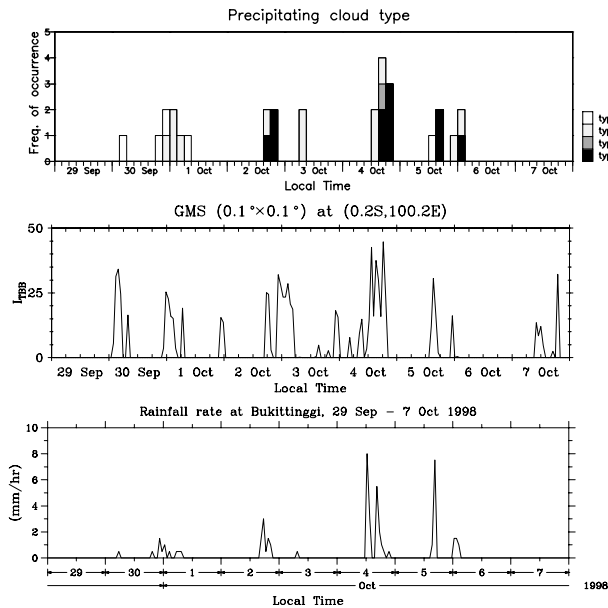 Precipitating cloud type
5
4
3
2
1
0
Freq. of occurrence
29 Sep 30 Sep 1 Oct 2 Oct 3 Oct 4 Oct 5 Oct 6 Oct 7 Oct
Local Time
typ
typ
typ
typ
GMS (0.1°×0.1°) at (0.2S,100.2E)
50
25
0
I_TBB
29 Sep 30 Sep 1 Oct 2 Oct 3 Oct 4 Oct 5 Oct 6 Oct 7 Oct
Local Time
Rainfall rate at Bukittinggi, 29 Sep – 7 Oct 1998
10
8
6
4
2
0
(mm/hr)
29 30 1 2 3 4 5 6 7
Oct 1998
Local Time